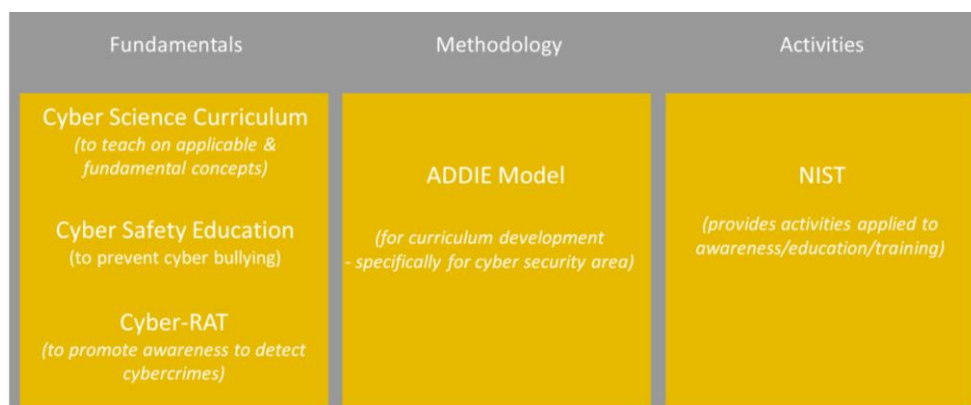 Fundamentals
Methodology
Activities
Cyber Science Curriculum
(to teach on applicable &
fundamental concepts)
Cyber Safety Education
(to prevent cyber bullying)
Cyber-RAT
(to promote awareness to detect
cybercrimes)
ADDIE Model
(for curriculum development
- specifically for cyber security area)
NIST
(provides activities applied to
awareness/education/training)